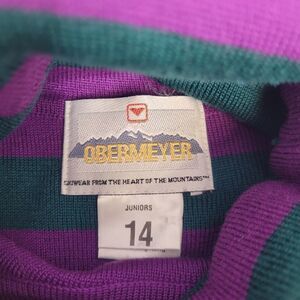 OBERMEYER
SKIWEAR FROM THE HEART OF THE MOUNTAINS™
JUNIORS
14